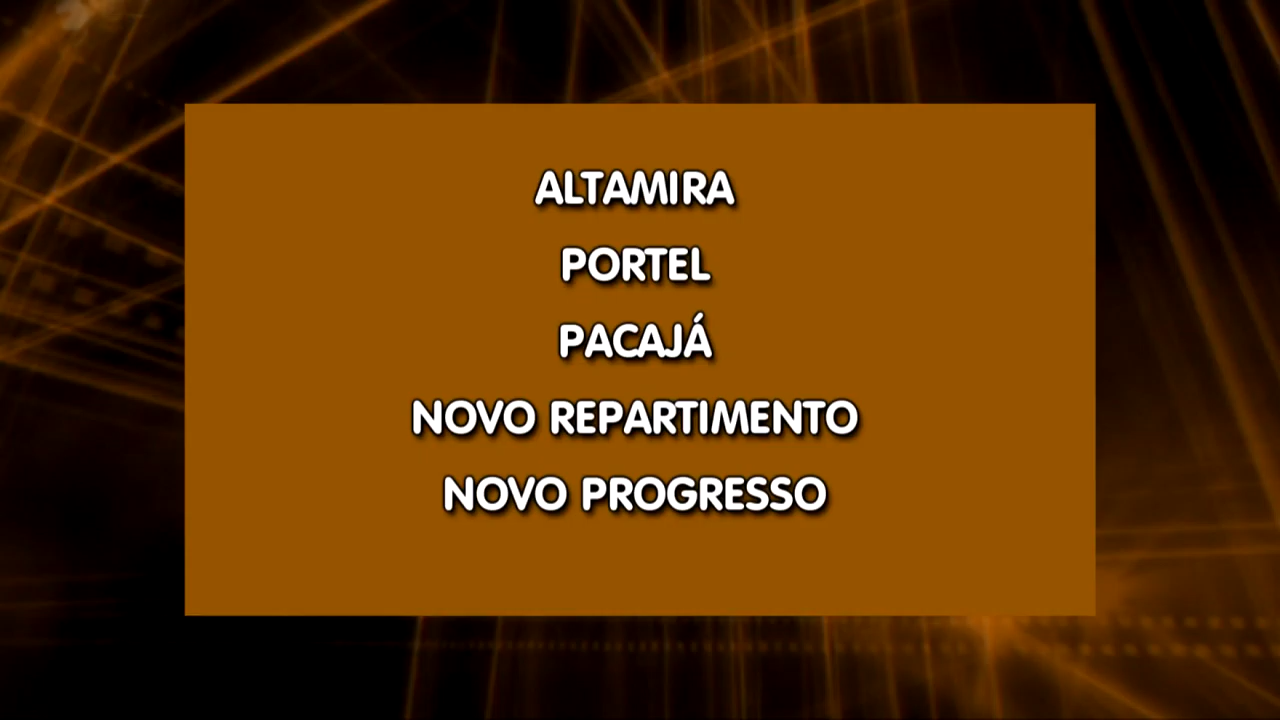 ALTAMIRA
PORTEL
PACAJÁ
NOVO REPARTIMENTO
NOVO PROGRESSO